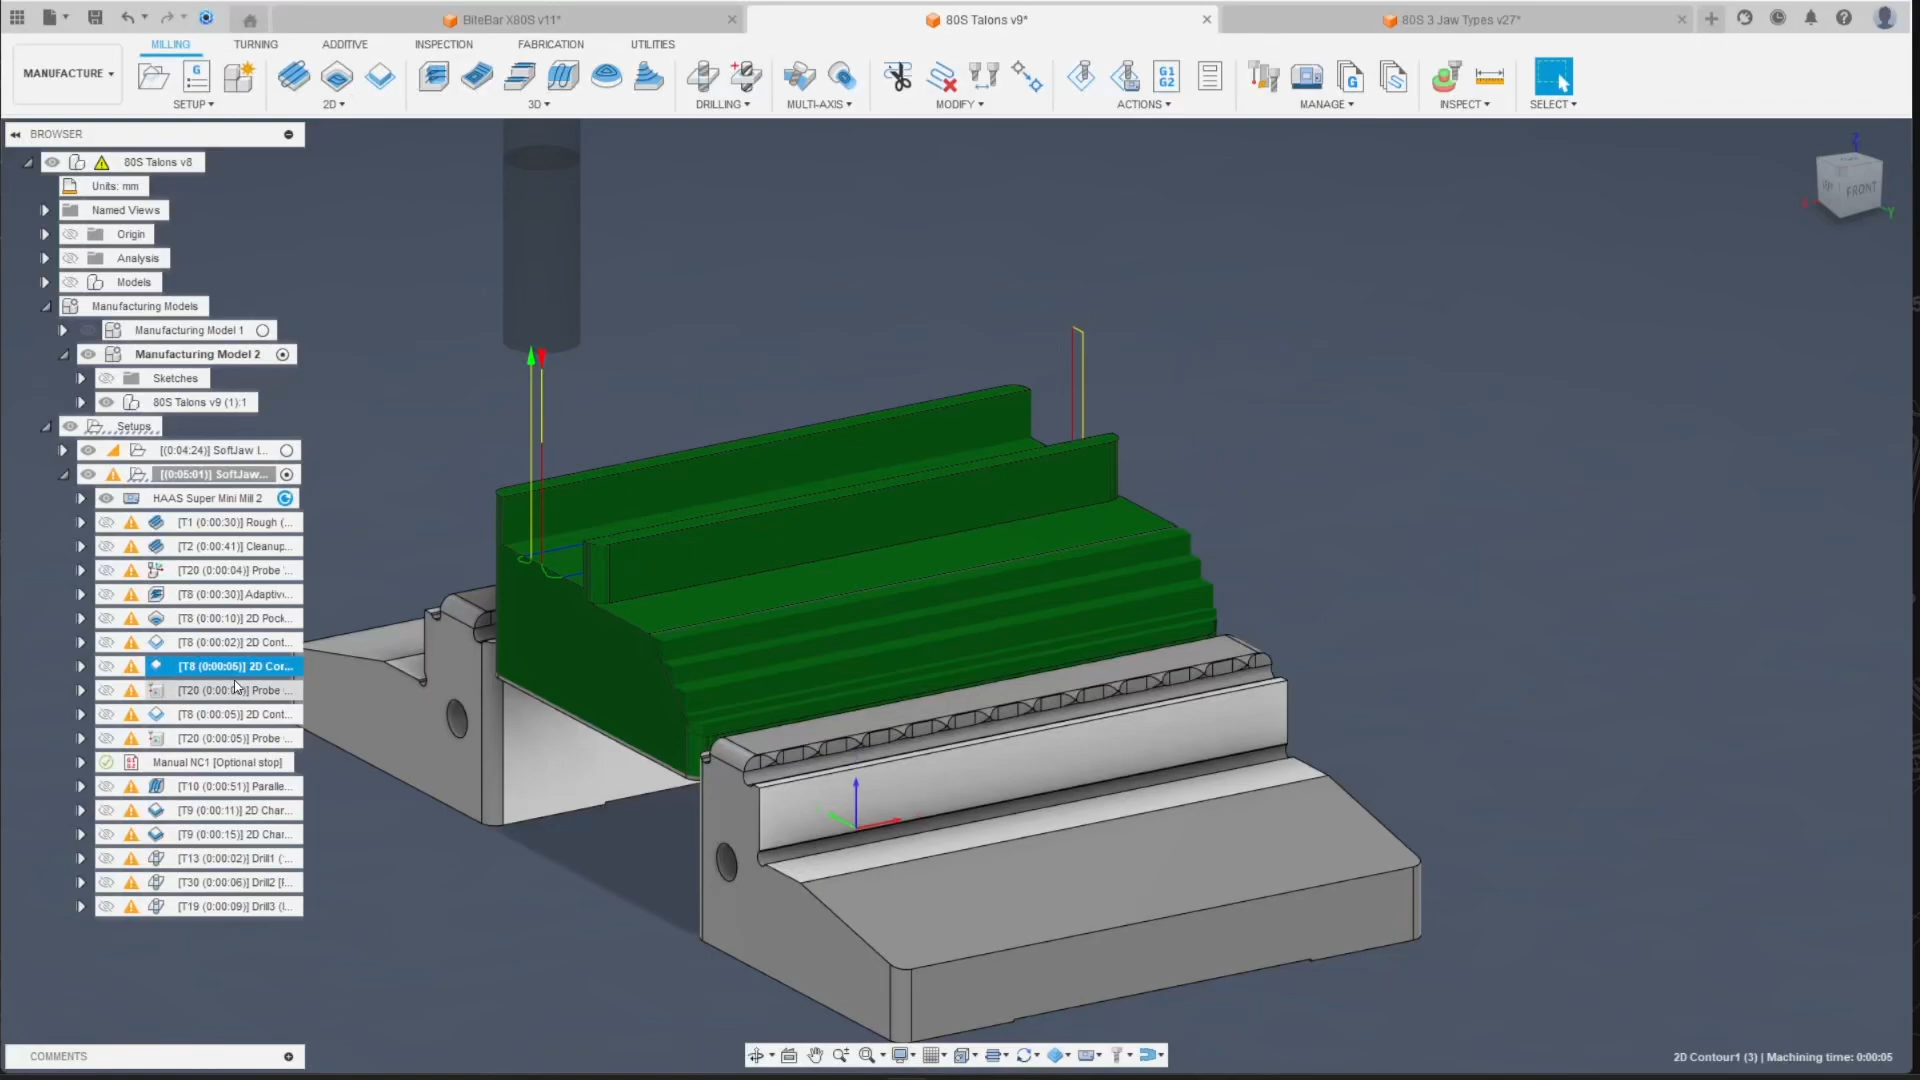 BiteBar X80S v11*
80S Talons v9*
80S 3 Jaw Types v27*
MANUFACTURE
MILLING
TURNING
ADDITIVE
INSPECTION
FABRICATION
UTILITIES
SETUP
2D
3D
DRILLING
MULTI-AXIS
MODIFY
ACTIONS
MANAGE
INSPECT
SELECT
G1
G2
BROWSER
80S Talons v8
Units: mm
Named Views
Origin
Analysis
Models
Manufacturing Models
Manufacturing Model 1
Manufacturing Model 2
Sketches
80S Talons v9 (1):1
Setups
[(0:04:24)] SoftJaw I...
[(0:05:01)] SoftJaw...
HAAS Super Mini Mill 2
[T1 (0:00:30)] Rough (...
[T2 (0:00:41)] Cleanup...
[T20 (0:00:04)] Probe ...
[T8 (0:00:30)] Adaptiv...
[T8 (0:00:10)] 2D Pock...
[T8 (0:00:02)] 2D Cont...
[T8 (0:00:05)] 2D Con...
[T20 Probe ...
[T8 (0:00:05)] 2D Cont...
[T20 (0:00:05)] Probe ...
Manual NC1 [Optional stop]
[T10 (0:00:51)] Paralle...
[T9 (0:00:11)] 2D Cham...
[T9 (0:00:15)] 2D Cham...
[T13 (0:00:02)] Drill1 (...
[T30 (0:00:06)] Drill2 [...
[T19 (0:00:09)] Drill3 (...
FRONT
Z
Y
COMMENTS
2D Contour1 (3) | Machining time: 0:00:05